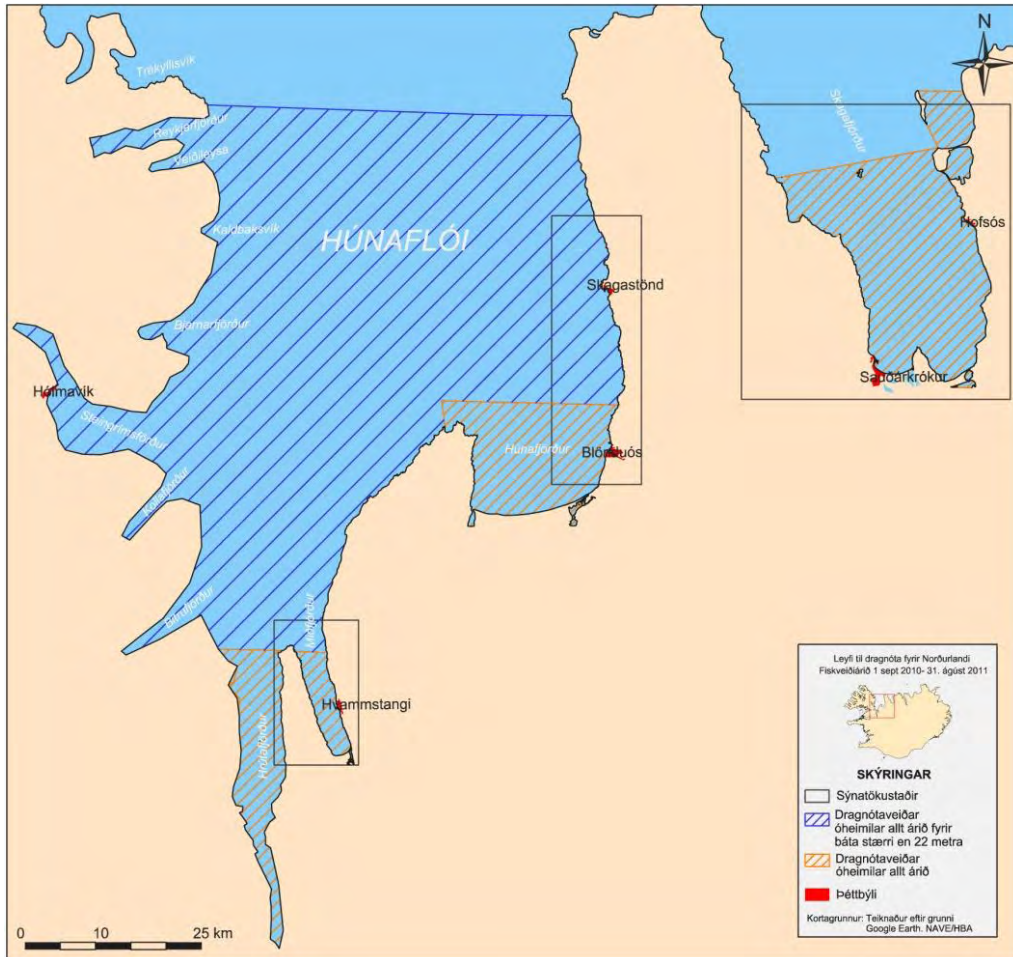 N
Trékyllisvík
Reykjarfjörður
Veiðileysa
Skagafjörður
Kaldbaksvík
HÚNAFLÓI
Hofsós
Skagastönd
Bjarnarfjörður
Hólmavík
Sauðárkrókur
Steingrímsförður
Húnafjörður
Blönduós
Kollafjörður
Bitrufjörður
Miðfjörður
Hvammstangi
Hrútafjörður
Leyfi til dragnóta fyrir Norðurlandi
Fiskveiðiárið 1 sept 2010- 31. ágúst 2011
SKÝRINGAR
Sýnatökustaðir
Dragnótaveiðar
óheimilar allt árið fyrir
báta stærri en 22 metra
Dragnótaveiðar
óheimilar allt árið
Þéttbýli
Kortagrunnur: Teiknaður eftir grunni
Google Earth. NAVE/HBA
0 10 25 km